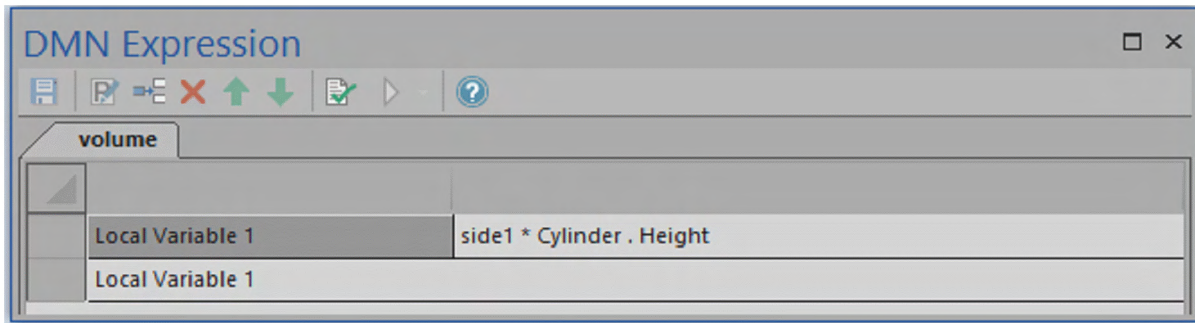 DMN Expression
volume
Local Variable 1 side1 * Cylinder . Height
Local Variable 1